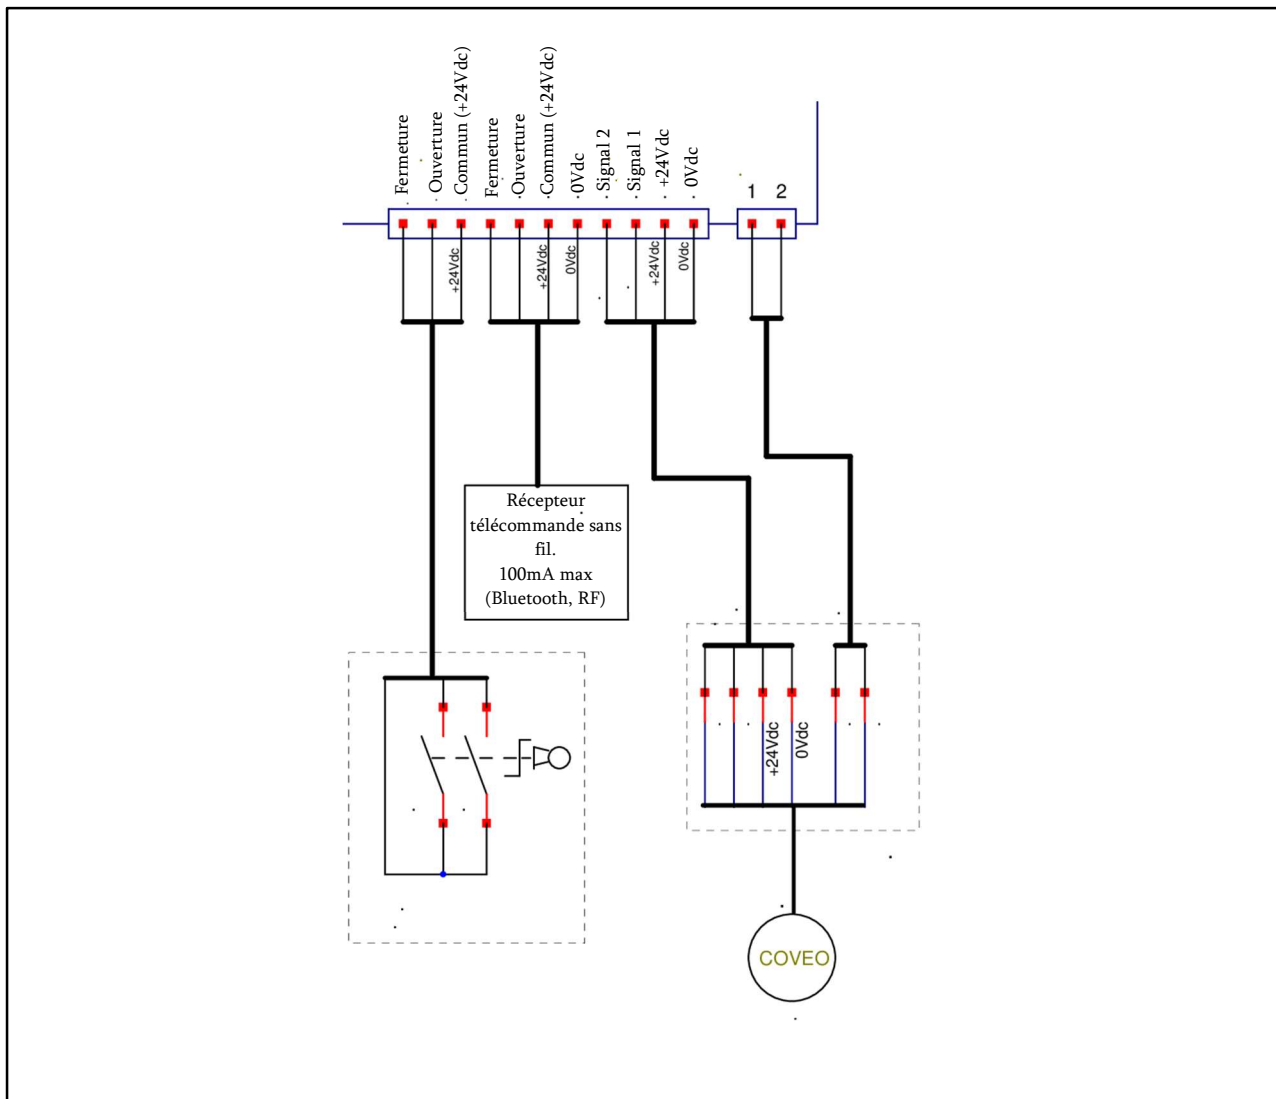 Fermeture
Ouverture
Commun (+24Vdc)
Fermeture
Ouverture
Commun (+24Vdc)
0Vdc
Signal 2
Signal 1
+24Vdc
0Vdc
1 2
+24Vdc
+24Vdc
0Vdc
+24Vdc
0Vdc
Récepteur
télécommande sans
fil.
100mA max
(Bluetooth, RF)
+24Vdc
0Vdc
COVEO